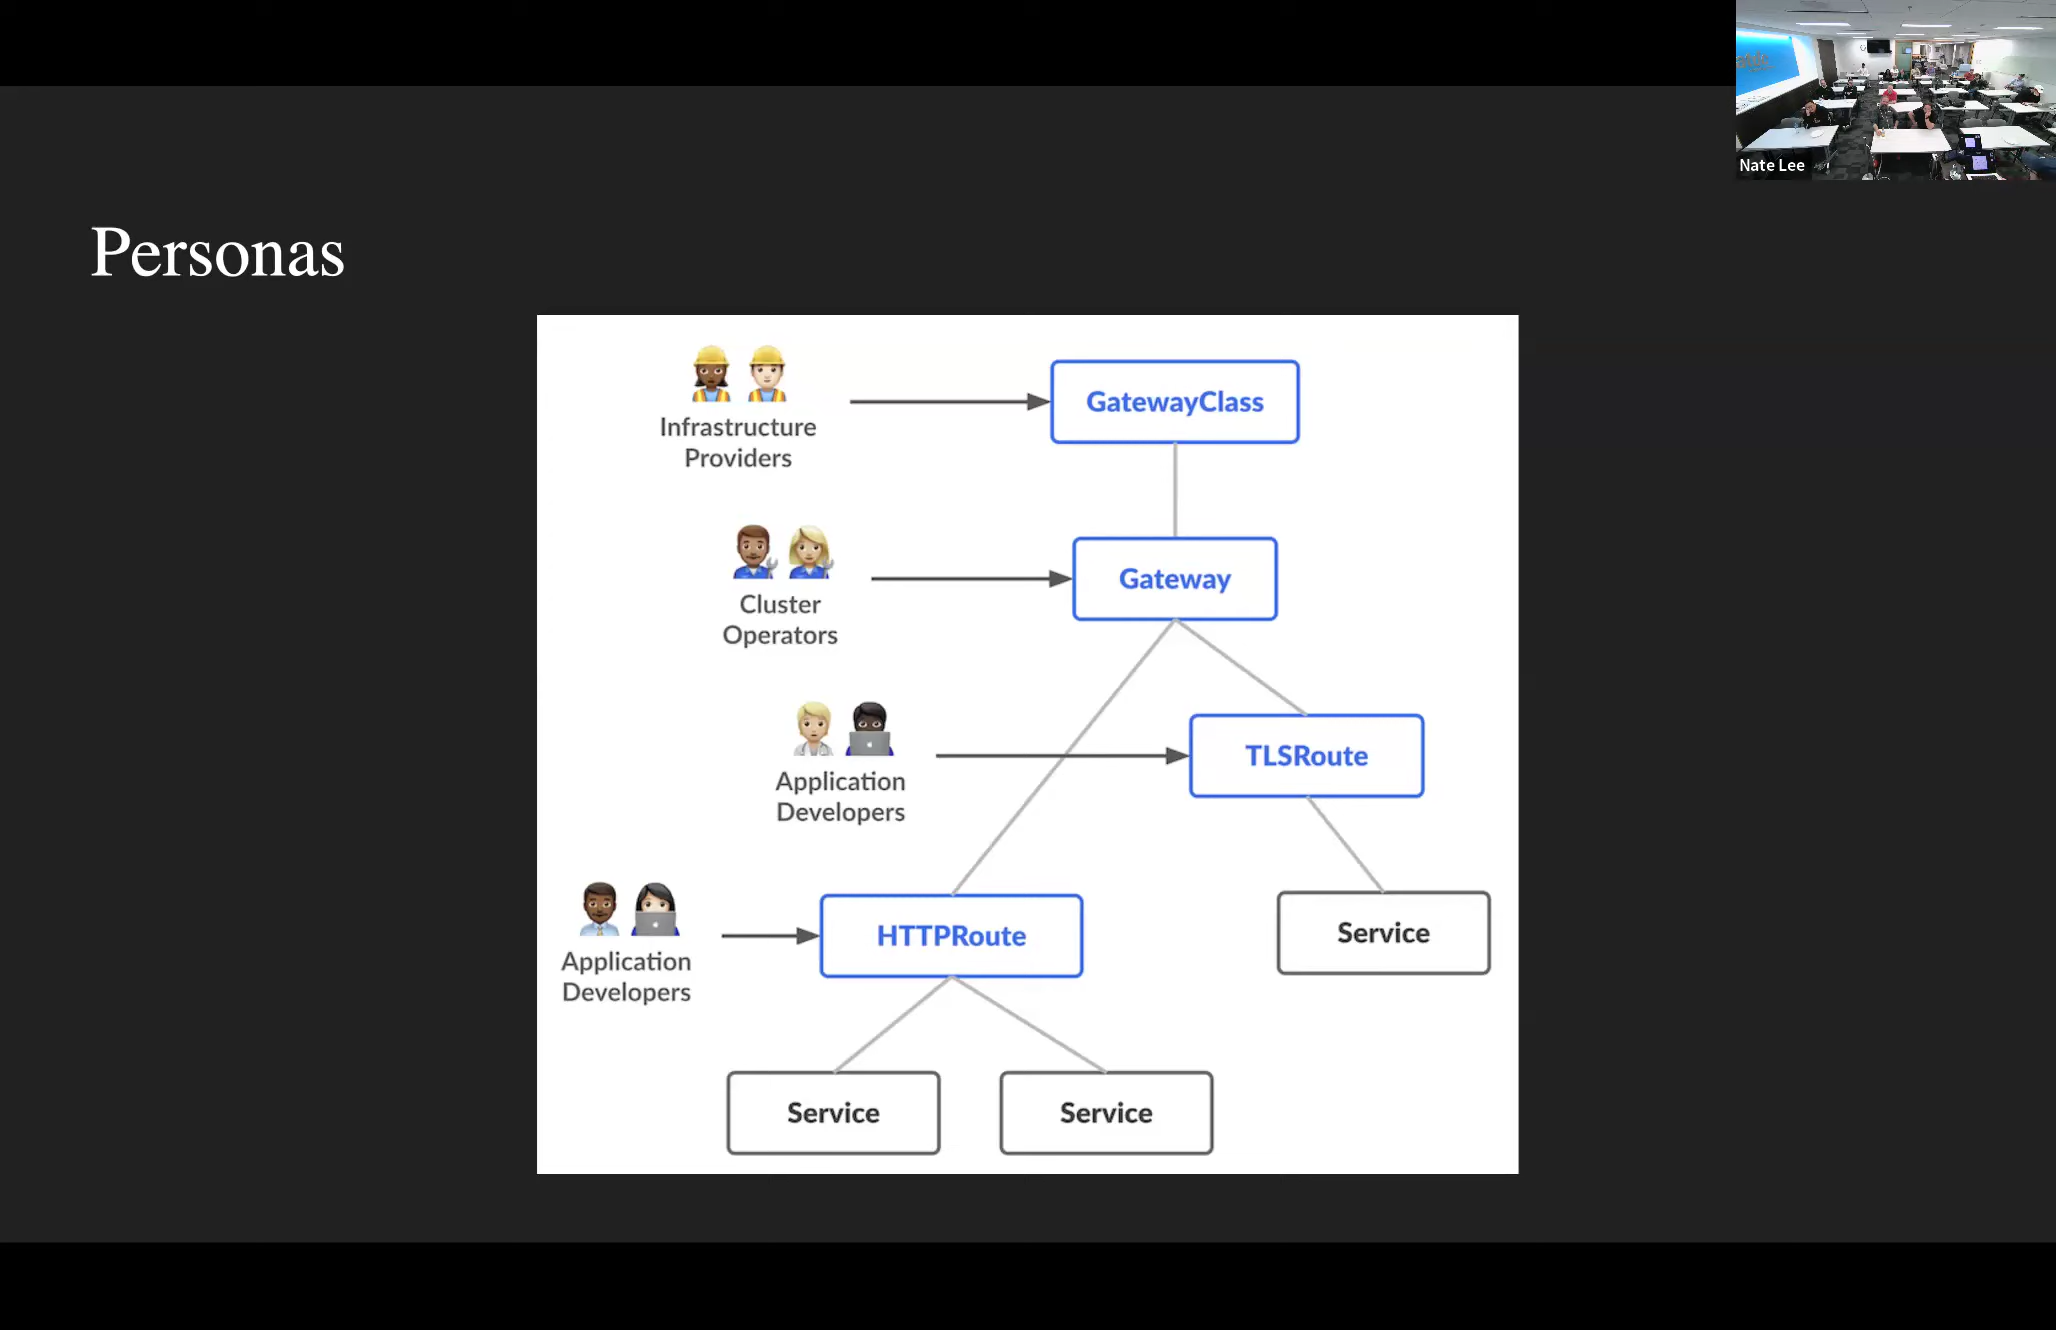 Nate Lee
Personas
Infrastructure
Providers
GatewayClass
Cluster
Operators
Gateway
Application
Developers
TLSRoute
Application
Developers
HTTPRoute
Service
Service
Service